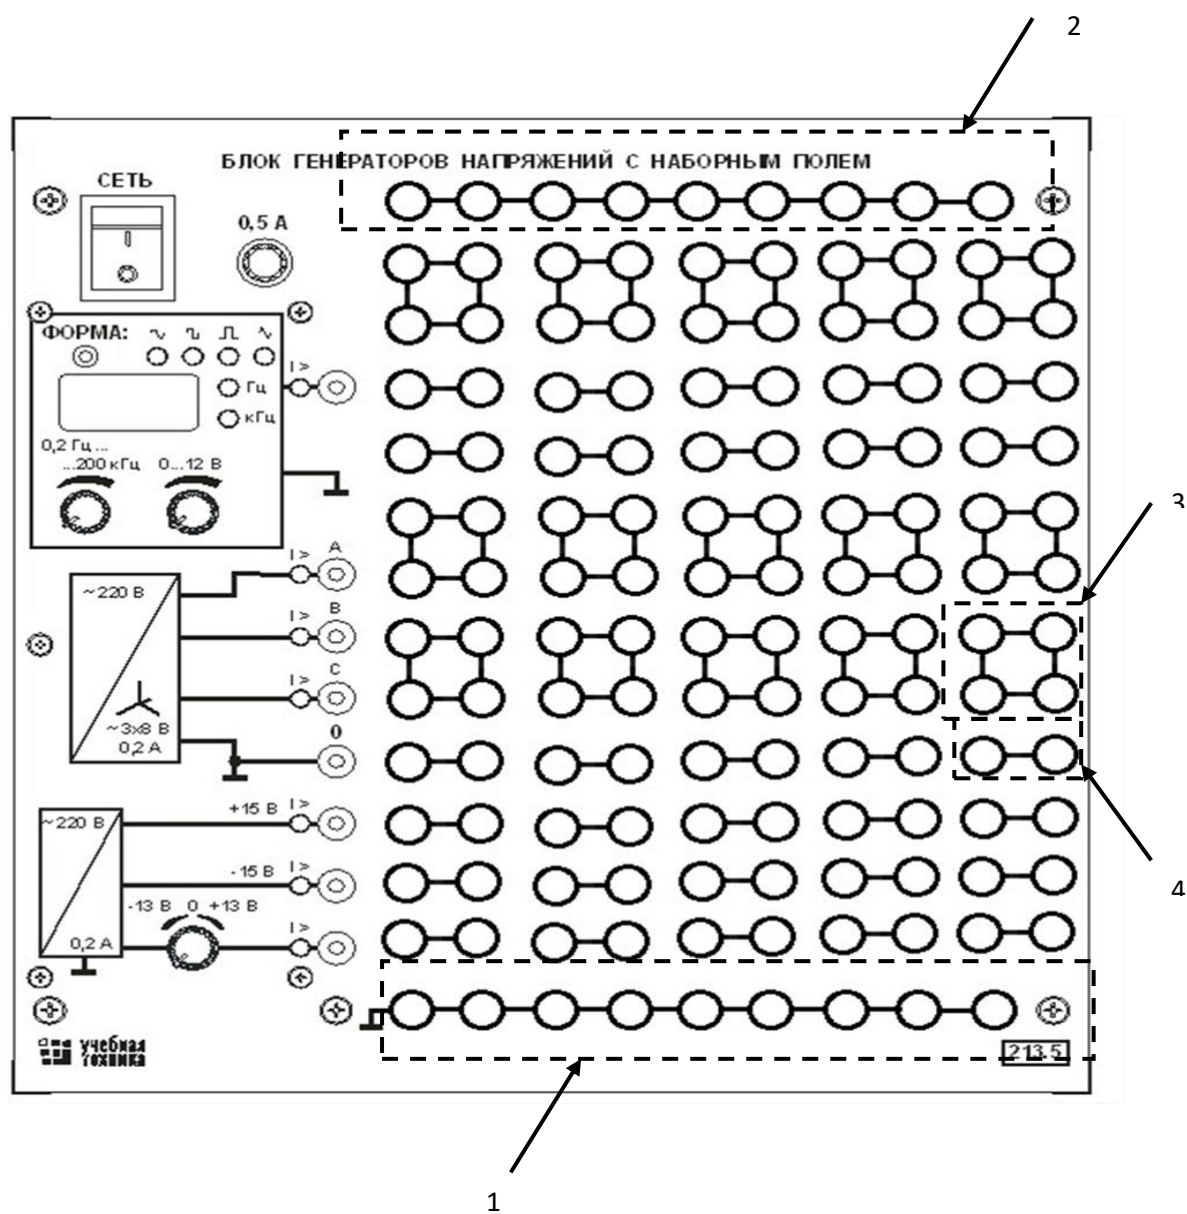 2
БЛОК ГЕНЕРАТОРОВ НАПРЯЖЕНИЙ С НАБОРНЫМ ПОЛЕМ
СЕТЬ
0,5 А
ФОРМА:
I >
Гц
кГц
0,2 Гц ...
...200 кГц
0...12 В
3
I >
А
~220 В
I >
В
I >
С
~3x8 В
0,2 А
0
+15 В
I >
~220 В
-15 В
I >
-13 В 0 +13 В
I >
0,2 А
4
учебная
техника
213.5
1